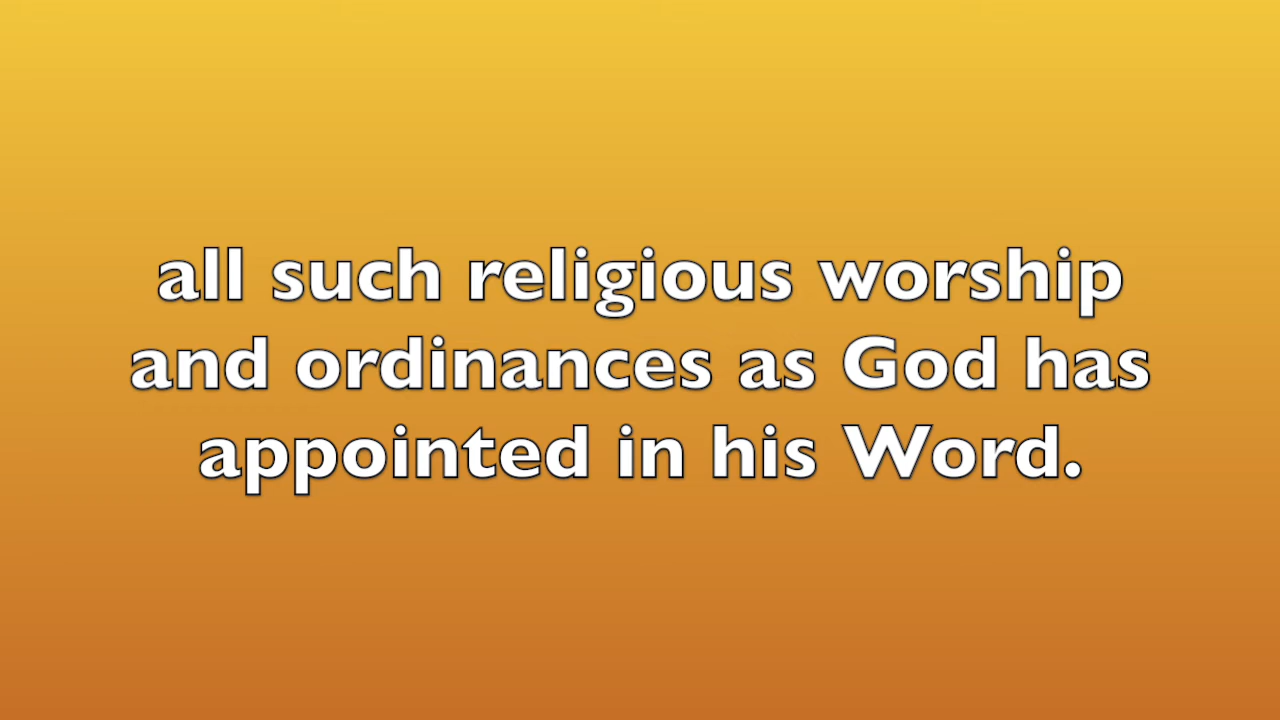 all such religious worship
and ordinances as God has
appointed in his Word.